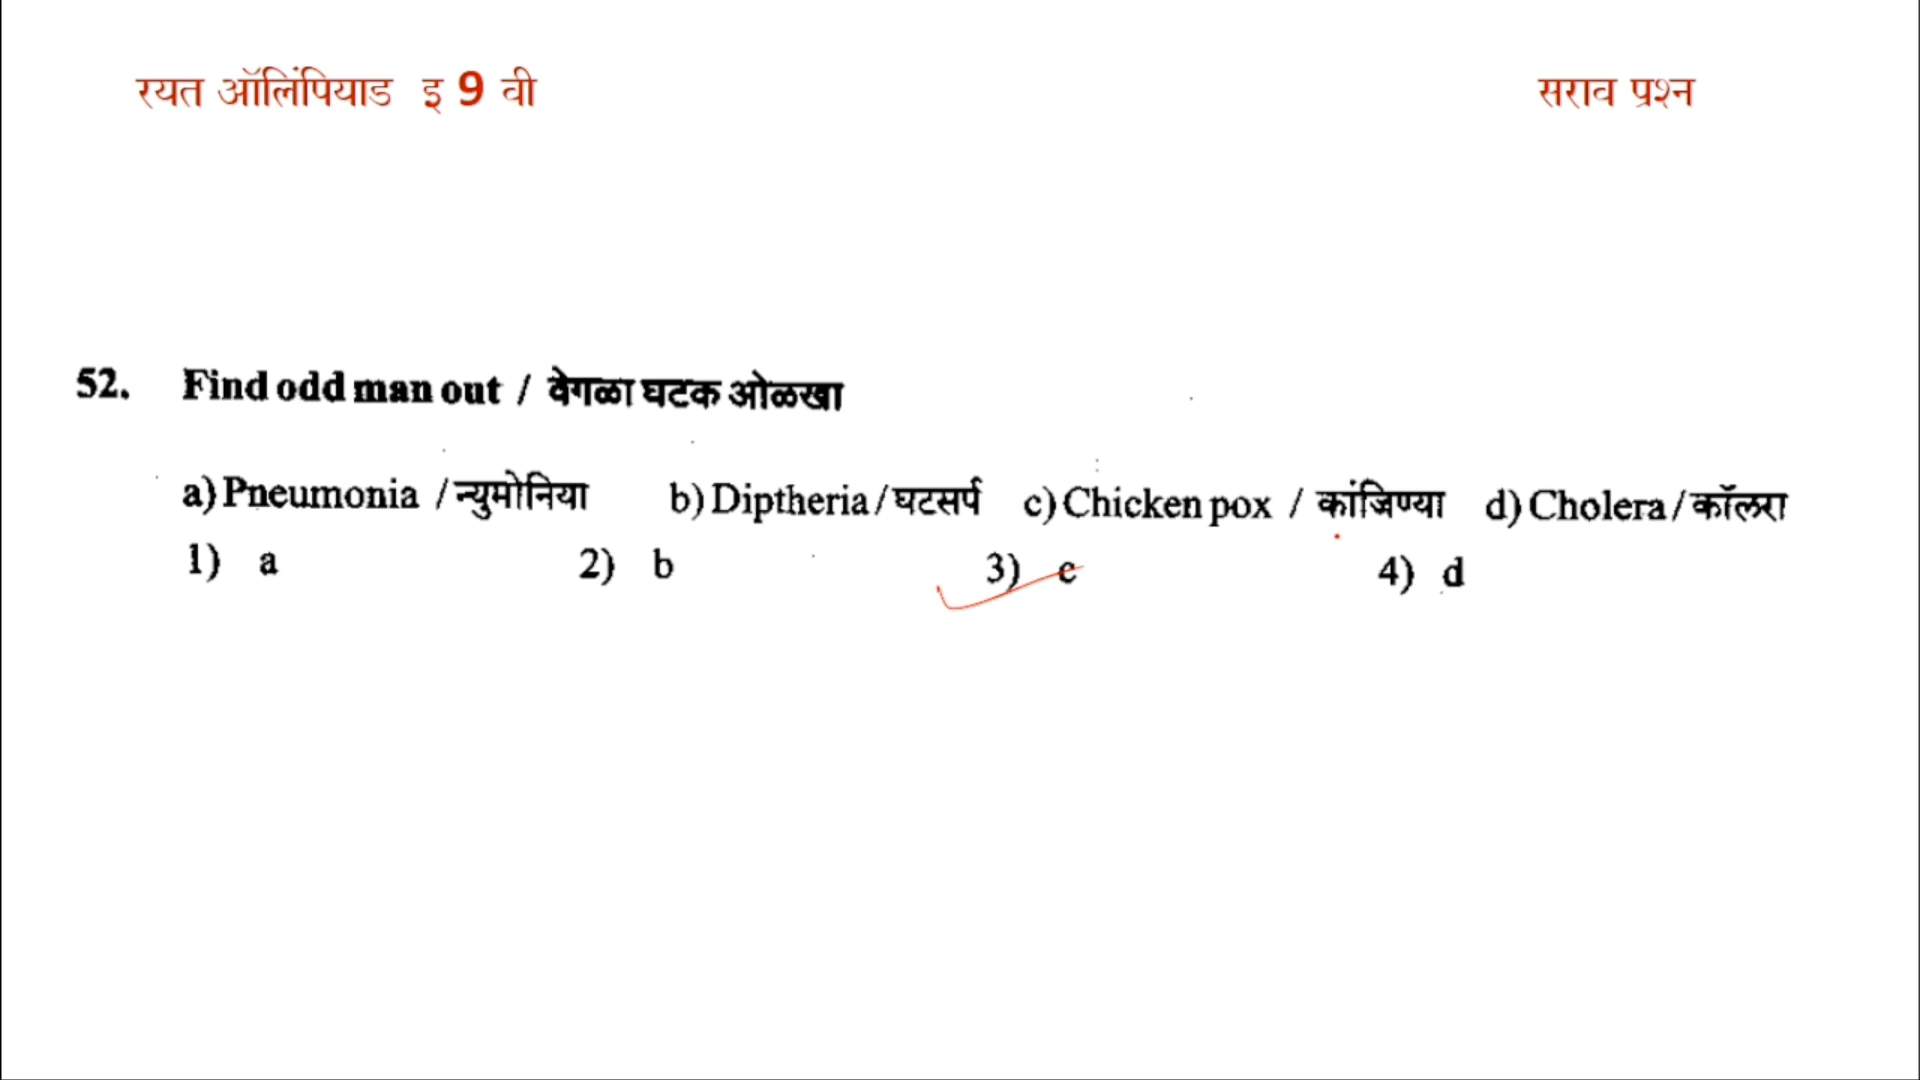 रयत ऑलिंपियाड इ 9 वी सराव प्रश्न
52. Find odd man out / वेगळा घटक ओळखा
a) Pneumonia / न्युमोनिया b) Diptheria / घटसर्प c) Chicken pox / कांजिण्या d) Cholera / कॉलरा
1) a 2) b 3) c 4) d